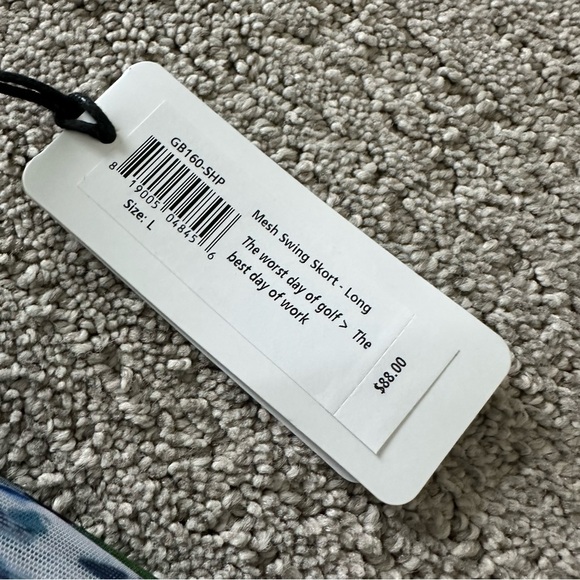 GB160-SHP
8 19005 04845 6
Size: L
Mesh Swing Skort - Long
The worst day of golf > The
best day of work
$88.00